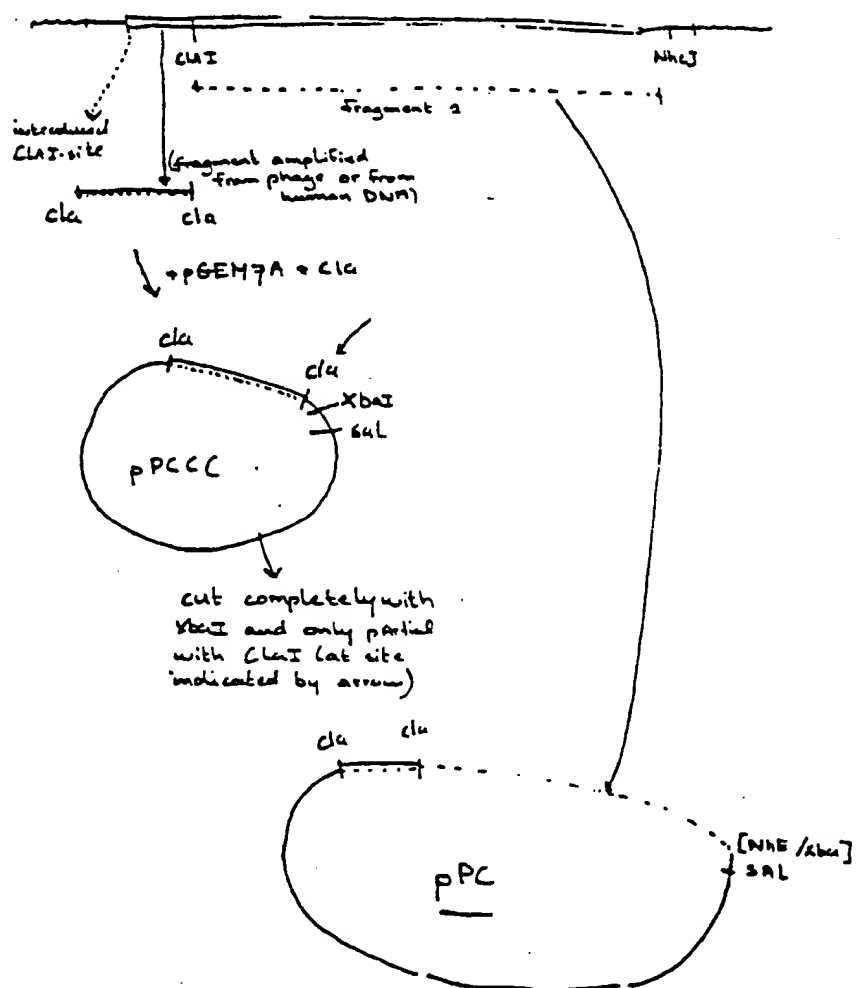 ClaI
NheI
fragment 2
introduced
ClaI-site
(fragment amplified
from phage or from
human DNA)
cla
cla
+pGEM7A + Cla
cla
cla
XbaI
sal
pPCCC
cut completely with
XbaI and only partial
with ClaI (at site
indicated by arrow)
cla
cla
[NhE/xba]
SAL
pPC